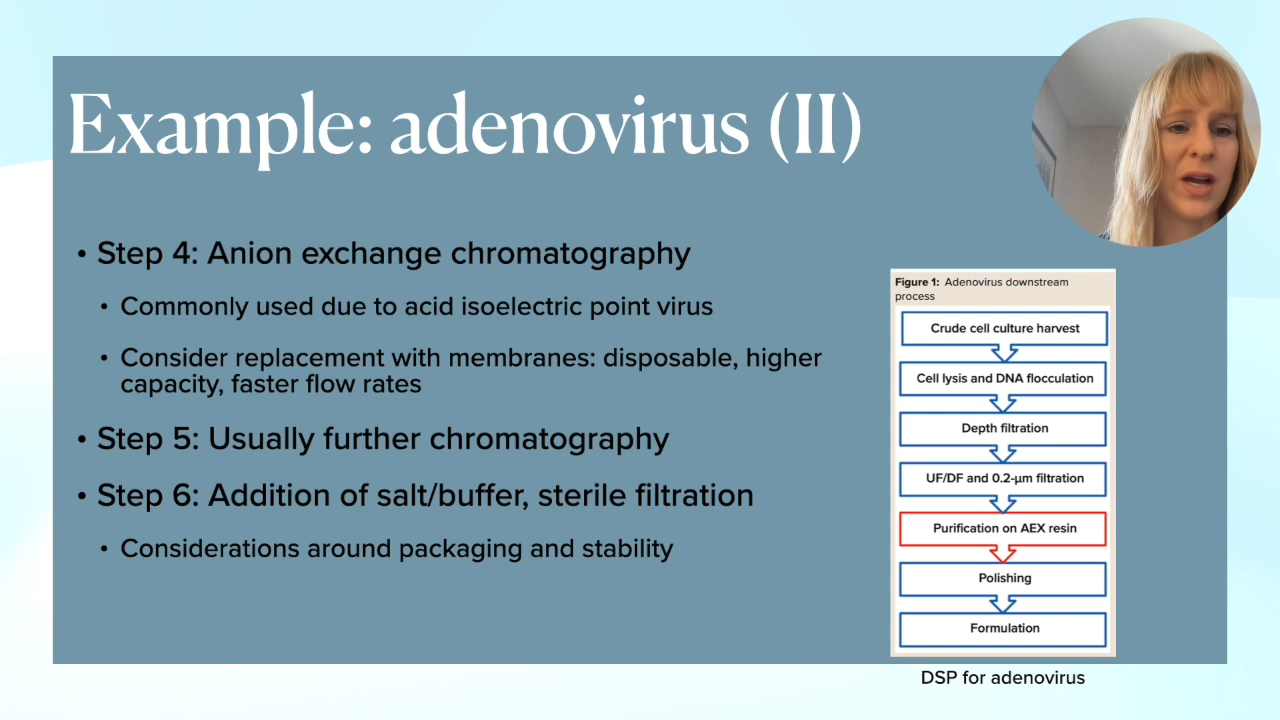 Example: adenovirus (II)
• Step 4: Anion exchange chromatography
• Commonly used due to acid isoelectric point virus
• Consider replacement with membranes: disposable, higher
capacity, faster flow rates
• Step 5: Usually further chromatography
• Step 6: Addition of salt/buffer, sterile filtration
• Considerations around packaging and stability
Figure 1: Adenovirus downstream
process
Crude cell culture harvest
Cell lysis and DNA flocculation
Depth filtration
UF/DF and 0.2-µm filtration
Purification on AEX resin
Polishing
Formulation
DSP for adenovirus